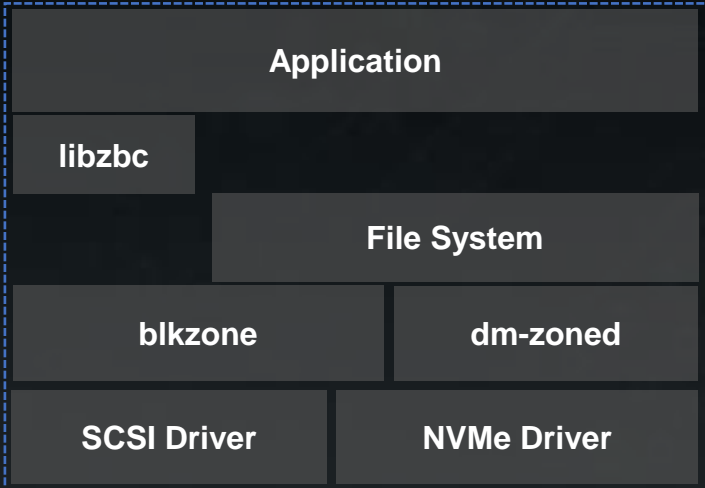 Application
libzbc
File System
blkzone
dm-zoned
SCSI Driver
NVMe Driver